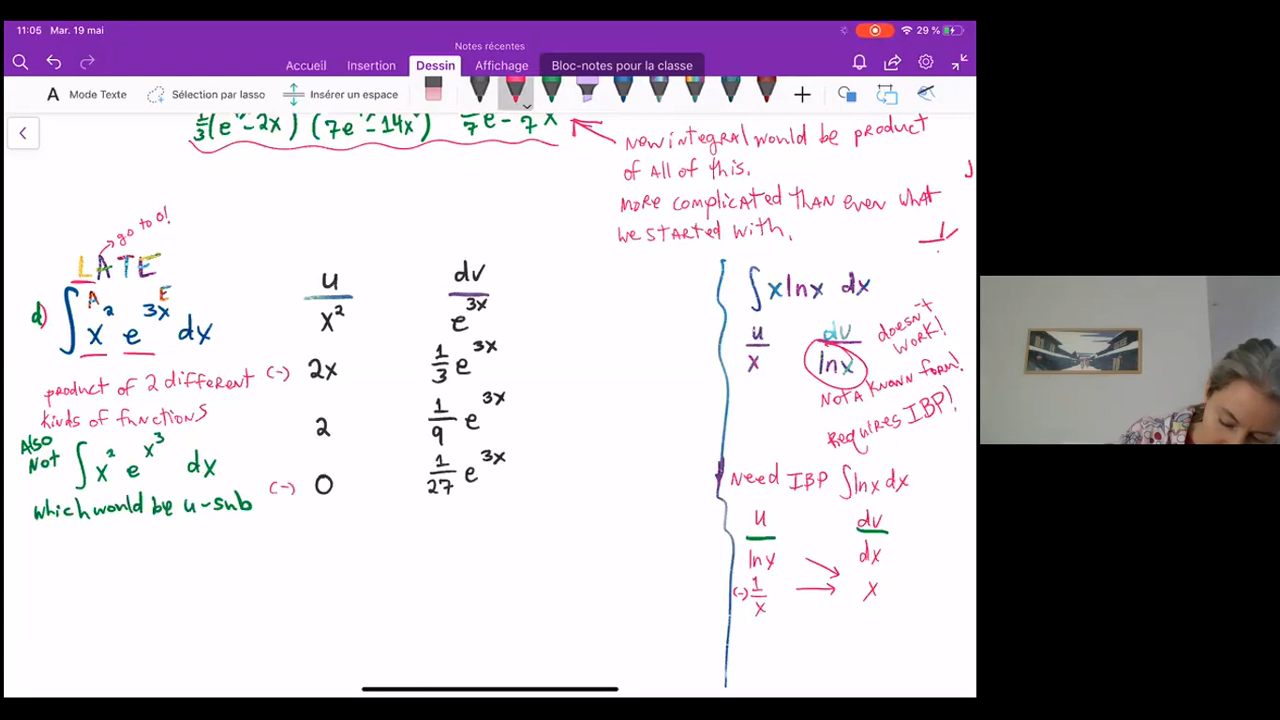 11:05 Mar. 19 mai
29 %
Notes récentes
Accueil
Insertion
Dessin
Affichage
Bloc-notes pour la classe
A Mode Texte
Sélection par lasso
Insérer un espace
New integral would be product
of All of this.
More complicated THAN even what
we STARTED with.
→ go to 0!
LATE
A E
d) ∫ x² e^3x dx
product of 2 different
kinds of functions
Also
Not ∫ x² e^x³ dx
which would be u-sub
u dv
x² e^3x
(-) 2x 1/3 e^3x
2 1/9 e^3x
(-) 0 1/27 e^3x
∫ x ln x dx
u dv
x ln x
doesn't
work!
Not A known form!
Requires IBP!
Need IBP ∫ ln x dx
u dv
ln x dx
(-) 1/x x